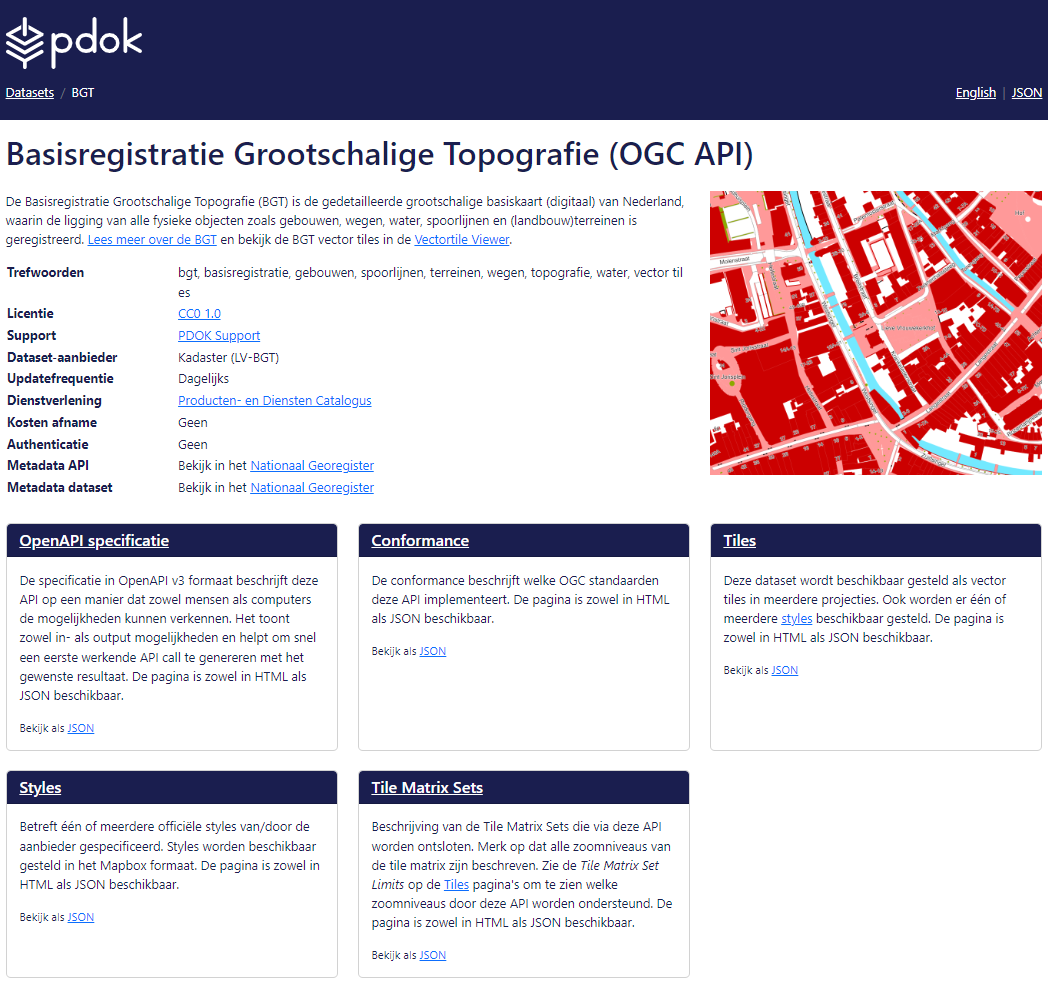 pdok
Datasets / BGT
English | JSON
Basisregistratie Grootschalige Topografie (OGC API)
De Basisregistratie Grootschalige Topografie (BGT) is de gedetailleerde grootschalige basiskaart (digitaal) van Nederland,
waarin de ligging van alle fysieke objecten zoals gebouwen, wegen, water, spoorlijnen en (landbouw)terreinen is
geregistreerd. Lees meer over de BGT en bekijk de BGT vector tiles in de Vectortile Viewer.
Trefwoorden bgt, basisregistratie, gebouwen, spoorlijnen, terreinen, wegen, topografie, water, vector til
es
Licentie CC0 1.0
Support PDOK Support
Dataset-aanbieder Kadaster (LV-BGT)
Updatefrequentie Dagelijks
Dienstverlening Producten- en Diensten Catalogus
Kosten afname Geen
Authenticatie Geen
Metadata API Bekijk in het Nationaal Georegister
Metadata dataset Bekijk in het Nationaal Georegister
Molenstraat
Hof
OpenAPI specificatie
De specificatie in OpenAPI v3 formaat beschrijft deze
API op een manier dat zowel mensen als computers
de mogelijkheden kunnen verkennen. Het toont
zowel in- als output mogelijkheden en helpt om snel
een eerste werkende API call te genereren met het
gewenste resultaat. De pagina is zowel in HTML als
JSON beschikbaar.
Bekijk als JSON
Conformance
De conformance beschrijft welke OGC standaarden
deze API implementeert. De pagina is zowel in HTML
als JSON beschikbaar.
Bekijk als JSON
Tiles
Deze dataset wordt beschikbaar gesteld als vector
tiles in meerdere projecties. Ook worden er één of
meerdere styles beschikbaar gesteld. De pagina is
zowel in HTML als JSON beschikbaar.
Bekijk als JSON
Styles
Betreft één of meerdere officiële styles van/door de
aanbieder gespecificeerd. Styles worden beschikbaar
gesteld in het Mapbox formaat. De pagina is zowel in
HTML als JSON beschikbaar.
Bekijk als JSON
Tile Matrix Sets
Beschrijving van de Tile Matrix Sets die via deze API
worden ontsloten. Merk op dat alle zoomniveaus van
de tile matrix zijn beschreven. Zie de Tile Matrix Set
Limits op de Tiles pagina's om te zien welke
zoomniveaus door deze API worden ondersteund. De
pagina is zowel in HTML als JSON beschikbaar.
Bekijk als JSON